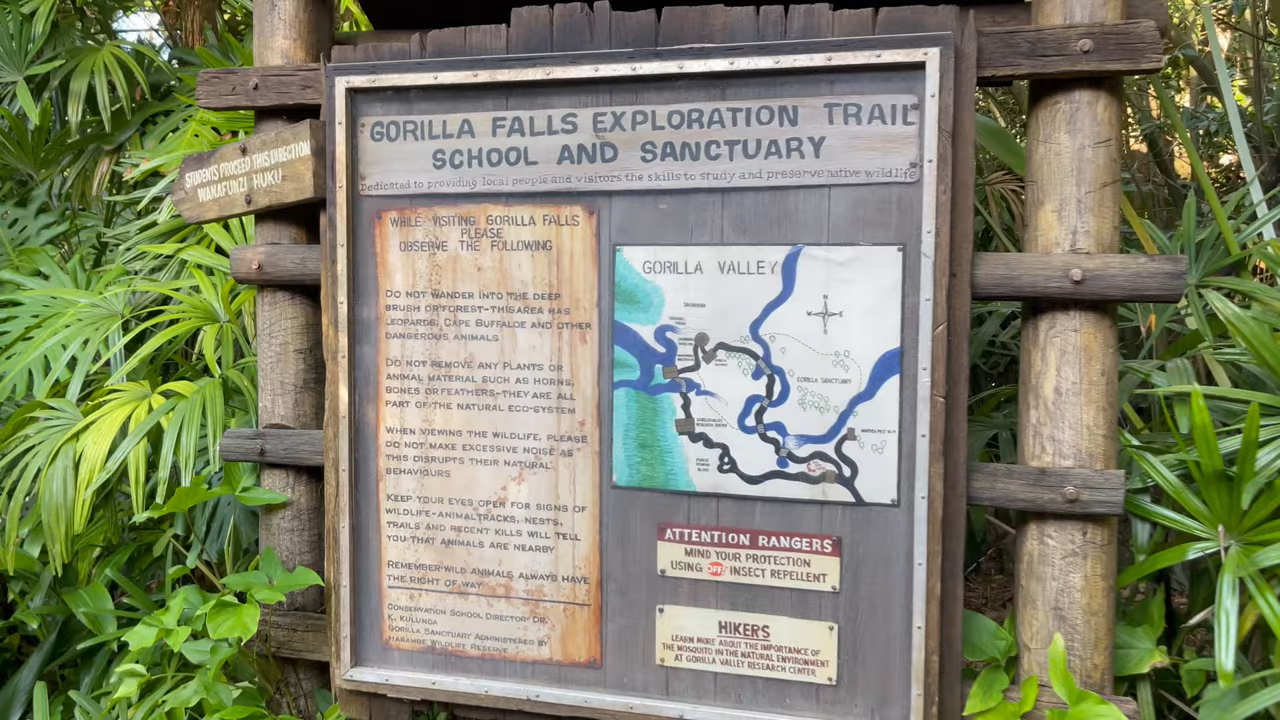 GORILLA FALLS EXPLORATION TRAIL
SCHOOL AND SANCTUARY
Dedicated to providing local people and visitors the skills to study and preserve native wildlife
STUDENTS PROCEED THIS DIRECTION
WANAFUNZI HUKU
WHILE VISITING GORILLA FALLS
PLEASE
OBSERVE THE FOLLOWING
DO NOT WANDER INTO THE DEEP
BRUSH OR FOREST-THIS AREA HAS
LEOPARDS, CAPE BUFFALOE AND OTHER
DANGEROUS ANIMALS
DO NOT REMOVE ANY PLANTS OR
ANIMAL MATERIAL SUCH AS HORNS,
BONES OR FEATHERS-THEY ARE ALL
PART OF THE NATURAL ECO-SYSTEM
WHEN VIEWING THE WILDLIFE, PLEASE
DO NOT MAKE EXCESSIVE NOISE AS
THIS DISRUPTS THEIR NATURAL
BEHAVIOURS
KEEP YOUR EYES OPEN FOR SIGNS OF
WILDLIFE-ANIMAL TRACKS, NESTS,
TRAILS AND RECENT KILLS WILL TELL
YOU THAT ANIMALS ARE NEARBY
REMEMBER-WILD ANIMALS ALWAYS HAVE
THE RIGHT OF WAY
CONSERVATION SCHOOL DIRECTOR- DR.
K. KULUNDA
GORILLA SANCTUARY ADMINISTERED BY
HARAMBE WILDLIFE RESERVE
GORILLA VALLEY
N
W E
S
GORILLA SANCTUARY
ATTENTION RANGERS
MIND YOUR PROTECTION
USING OFF! INSECT REPELLENT
HIKERS
LEARN MORE ABOUT THE IMPORTANCE OF
THE MOSQUITO IN THE NATURAL ENVIRONMENT
AT GORILLA VALLEY RESEARCH CENTER